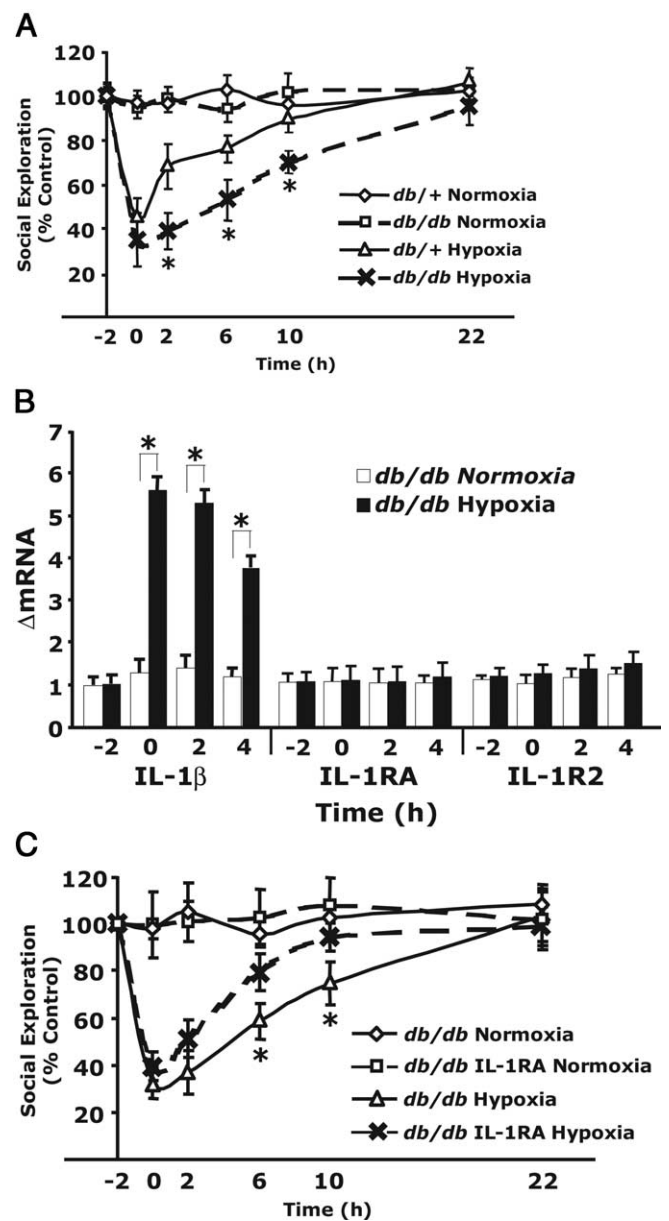 A
120
100
80
60
40
20
Social Exploration
(% Control)
db/+ Normoxia
db/db Normoxia
db/+ Hypoxia
db/db Hypoxia
*
*
*
-2 0 2 6 10 22
Time (h)
B
7
6
5
4
3
2
1
0
ΔmRNA
*
*
*
db/db Normoxia
db/db Hypoxia
-2 0 2 4 -2 0 2 4 -2 0 2 4
IL-1β IL-1RA IL-1R2
Time (h)
C
120
100
80
60
40
20
Social Exploration
(% Control)
*
*
db/db Normoxia
db/db IL-1RA Normoxia
db/db Hypoxia
db/db IL-1RA Hypoxia
-2 0 2 6 10 22
Time (h)